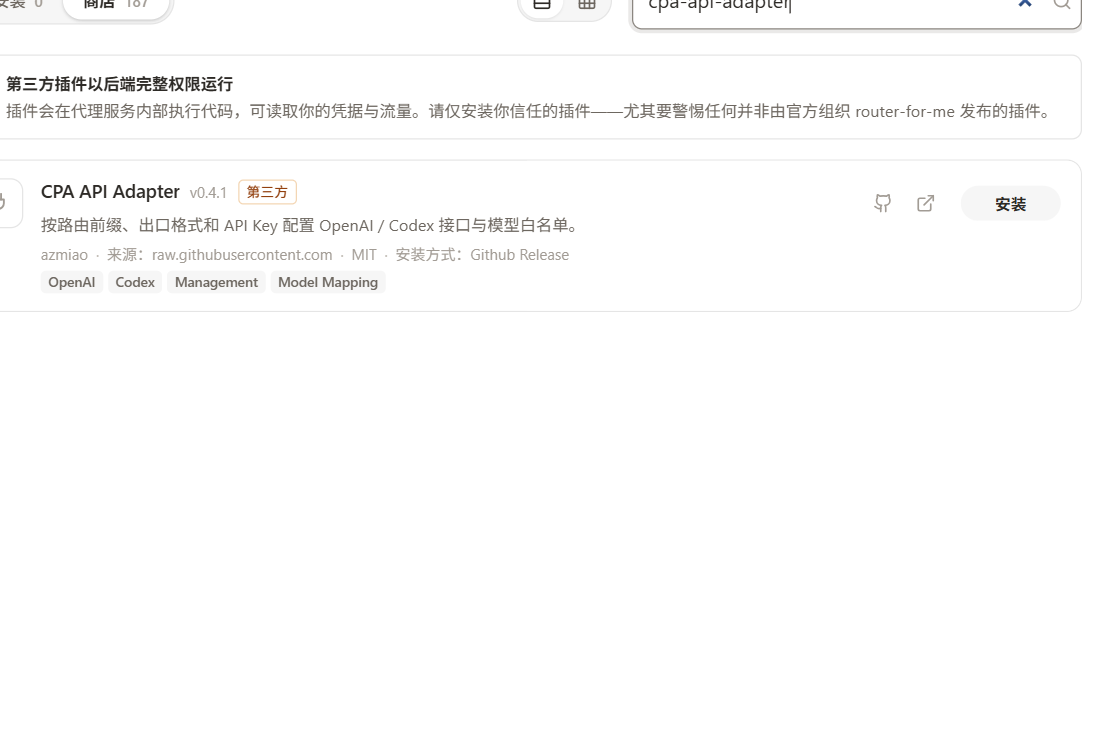 安装 0 商店 187 cpa-api-adapter
第三方插件以后端完整权限运行
插件会在代理服务内部执行代码，可读取你的凭据与流量。请仅安装你信任的插件——尤其要警惕任何并非由官方组织 router-for-me 发布的插件。
CPA API Adapter v0.4.1 第三方
按路由前缀、出口格式和 API Key 配置 OpenAI / Codex 接口与模型白名单。
安装
azmiao · 来源：raw.githubusercontent.com · MIT · 安装方式：Github Release
OpenAI Codex Management Model Mapping